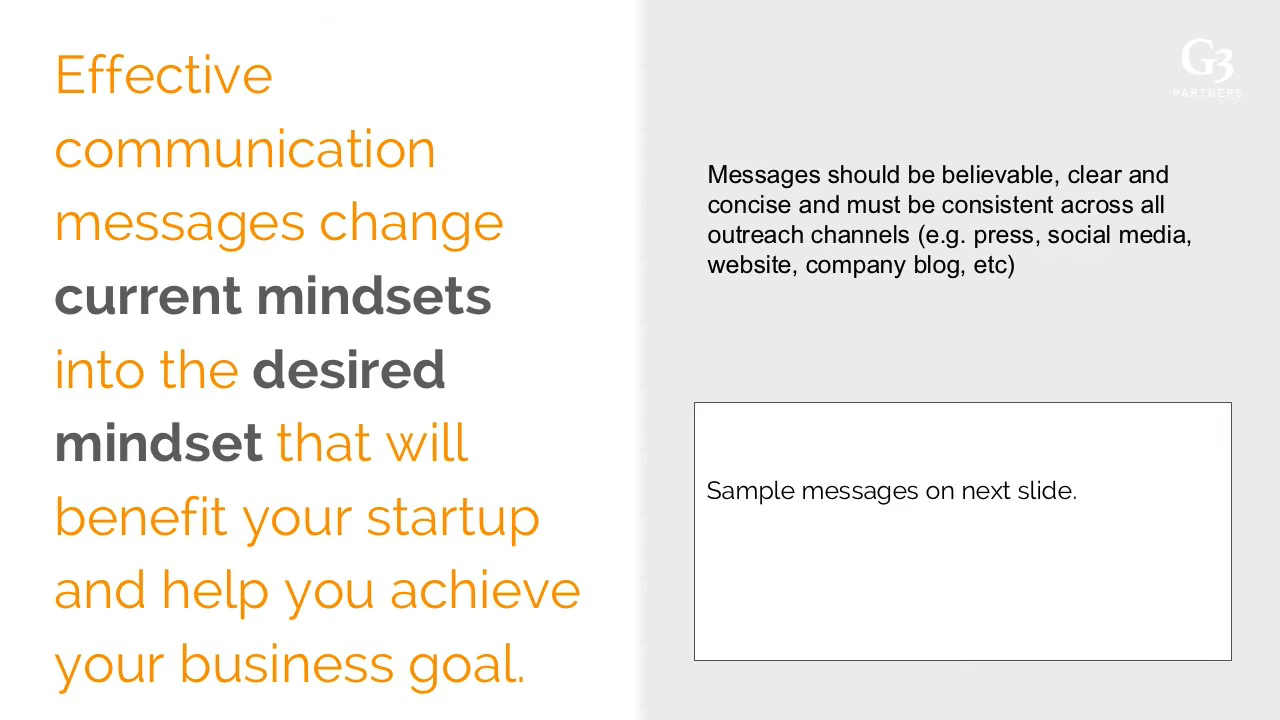 Effective
communication
messages change
current mindsets
into the desired
mindset that will
benefit your startup
and help you achieve
your business goal.
G3
PARTNERS
Messages should be believable, clear and
concise and must be consistent across all
outreach channels (e.g. press, social media,
website, company blog, etc)
Sample messages on next slide.